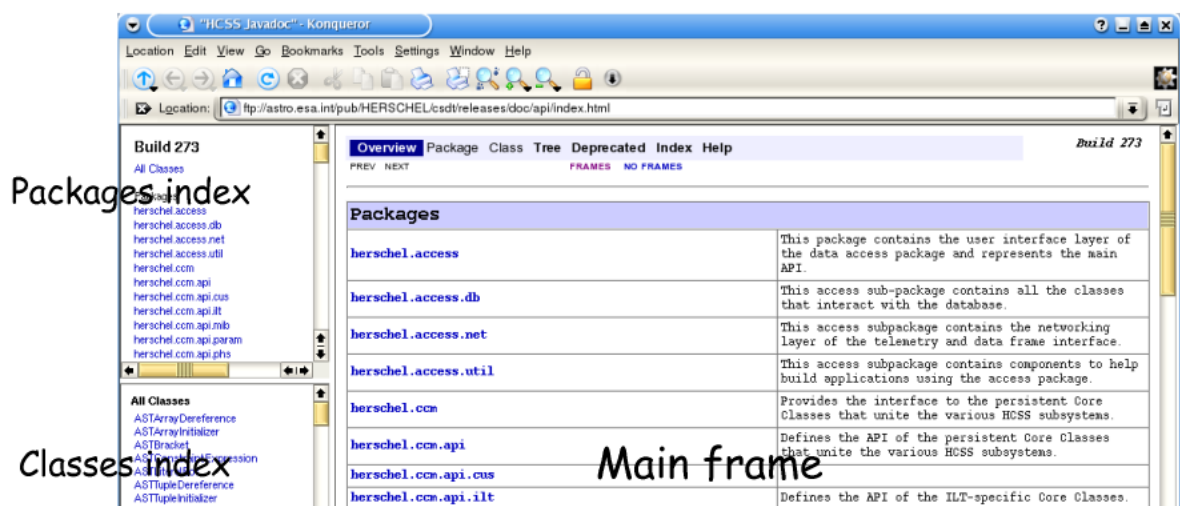 "HCSS Javadoc" - Konqueror
Location Edit View Go Bookmarks Tools Settings Window Help
Location: ftp://astro.esa.int/pub/HERSCHEL/csdt/releases/doc/api/index.html
Build 273
All Classes
Packages
Packages index
herschel.access
herschel.access.db
herschel.access.net
herschel.access.util
herschel.ccm
herschel.ccm.api
herschel.ccm.api.cus
herschel.ccm.api.ilt
herschel.ccm.api.mib
herschel.ccm.api.param
herschel.ccm.api.phs
All Classes
ASTArrayDereference
ASTArrayInitializer
ASTBracket
Classes index
ASTTupleDereference
ASTTupleInitializer
Overview Package Class Tree Deprecated Index Help
Build 273
PREV NEXT FRAMES NO FRAMES
Packages
herschel.access
This package contains the user interface layer of
the data access package and represents the main
API.
herschel.access.db
This access sub-package contains all the classes
that interact with the database.
herschel.access.net
This access subpackage contains the networking
layer of the telemetry and data frame interface.
herschel.access.util
This access subpackage contains components to help
build applications using the access package.
herschel.ccm
Provides the interface to the persistent Core
Classes that unite the various HCSS subsystems.
herschel.ccm.api
Defines the API of the persistent Core Classes
that unite the various HCSS subsystems.
Main frame
herschel.ccm.api.cus
herschel.ccm.api.ilt
Defines the API of the ILT-specific Core Classes.